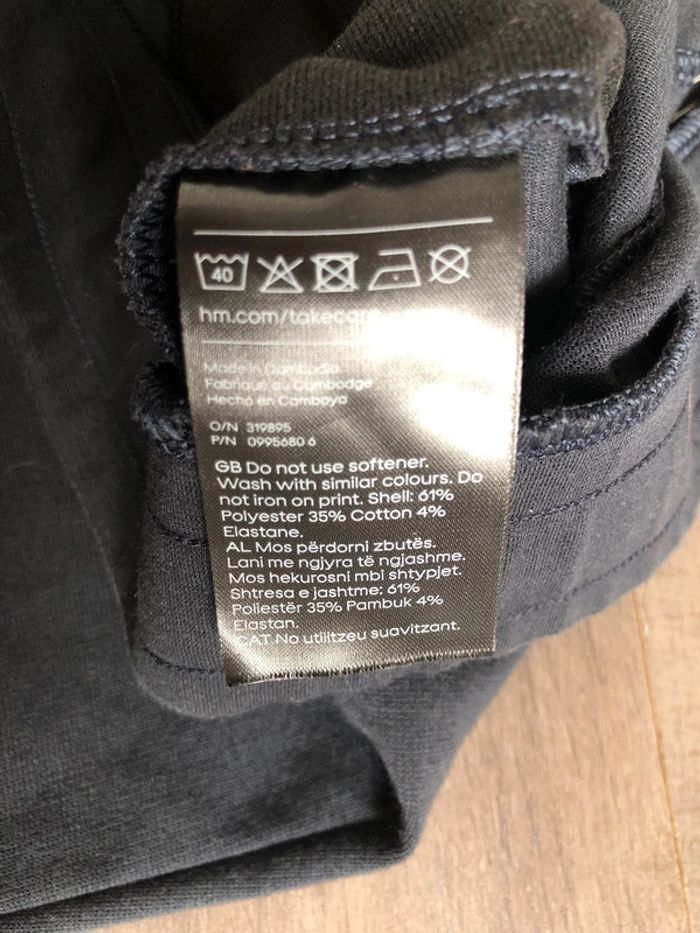 40
hm.com/takecare
Made in Cambodia
Fabriqué au Cambodge
Hecho en Camboya
O/N 319895
P/N 0995680 6
GB Do not use softener.
Wash with similar colours. Do
not iron on print. Shell: 61%
Polyester 35% Cotton 4%
Elastane.
AL Mos përdorni zbutës.
Lani me ngjyra të ngjashme.
Mos hekurosni mbi shtypjet.
Shtresa e jashtme: 61%
Poliestër 35% Pambuk 4%
Elastan.
CAT No utilitzeu suavitzant.